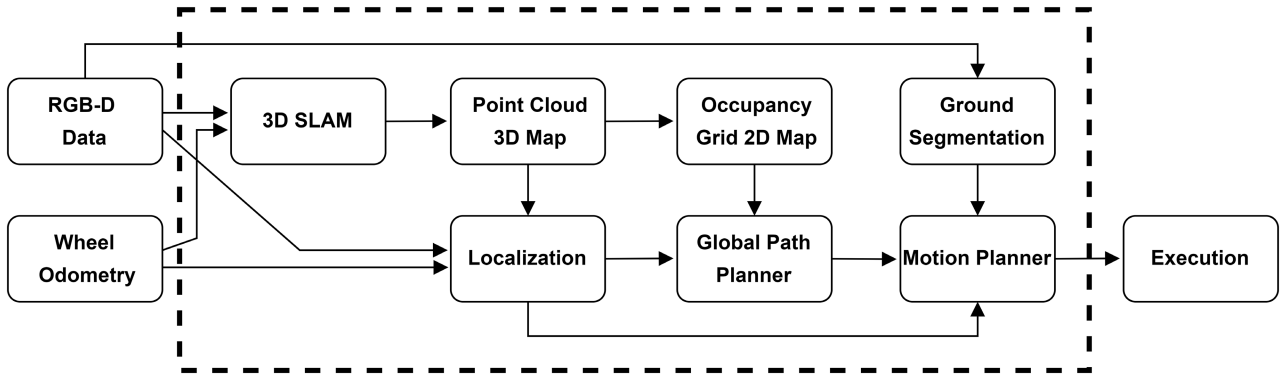 RGB-D
Data
3D SLAM
Point Cloud
3D Map
Occupancy
Grid 2D Map
Ground
Segmentation
Wheel
Odometry
Localization
Global Path
Planner
Motion Planner
Execution